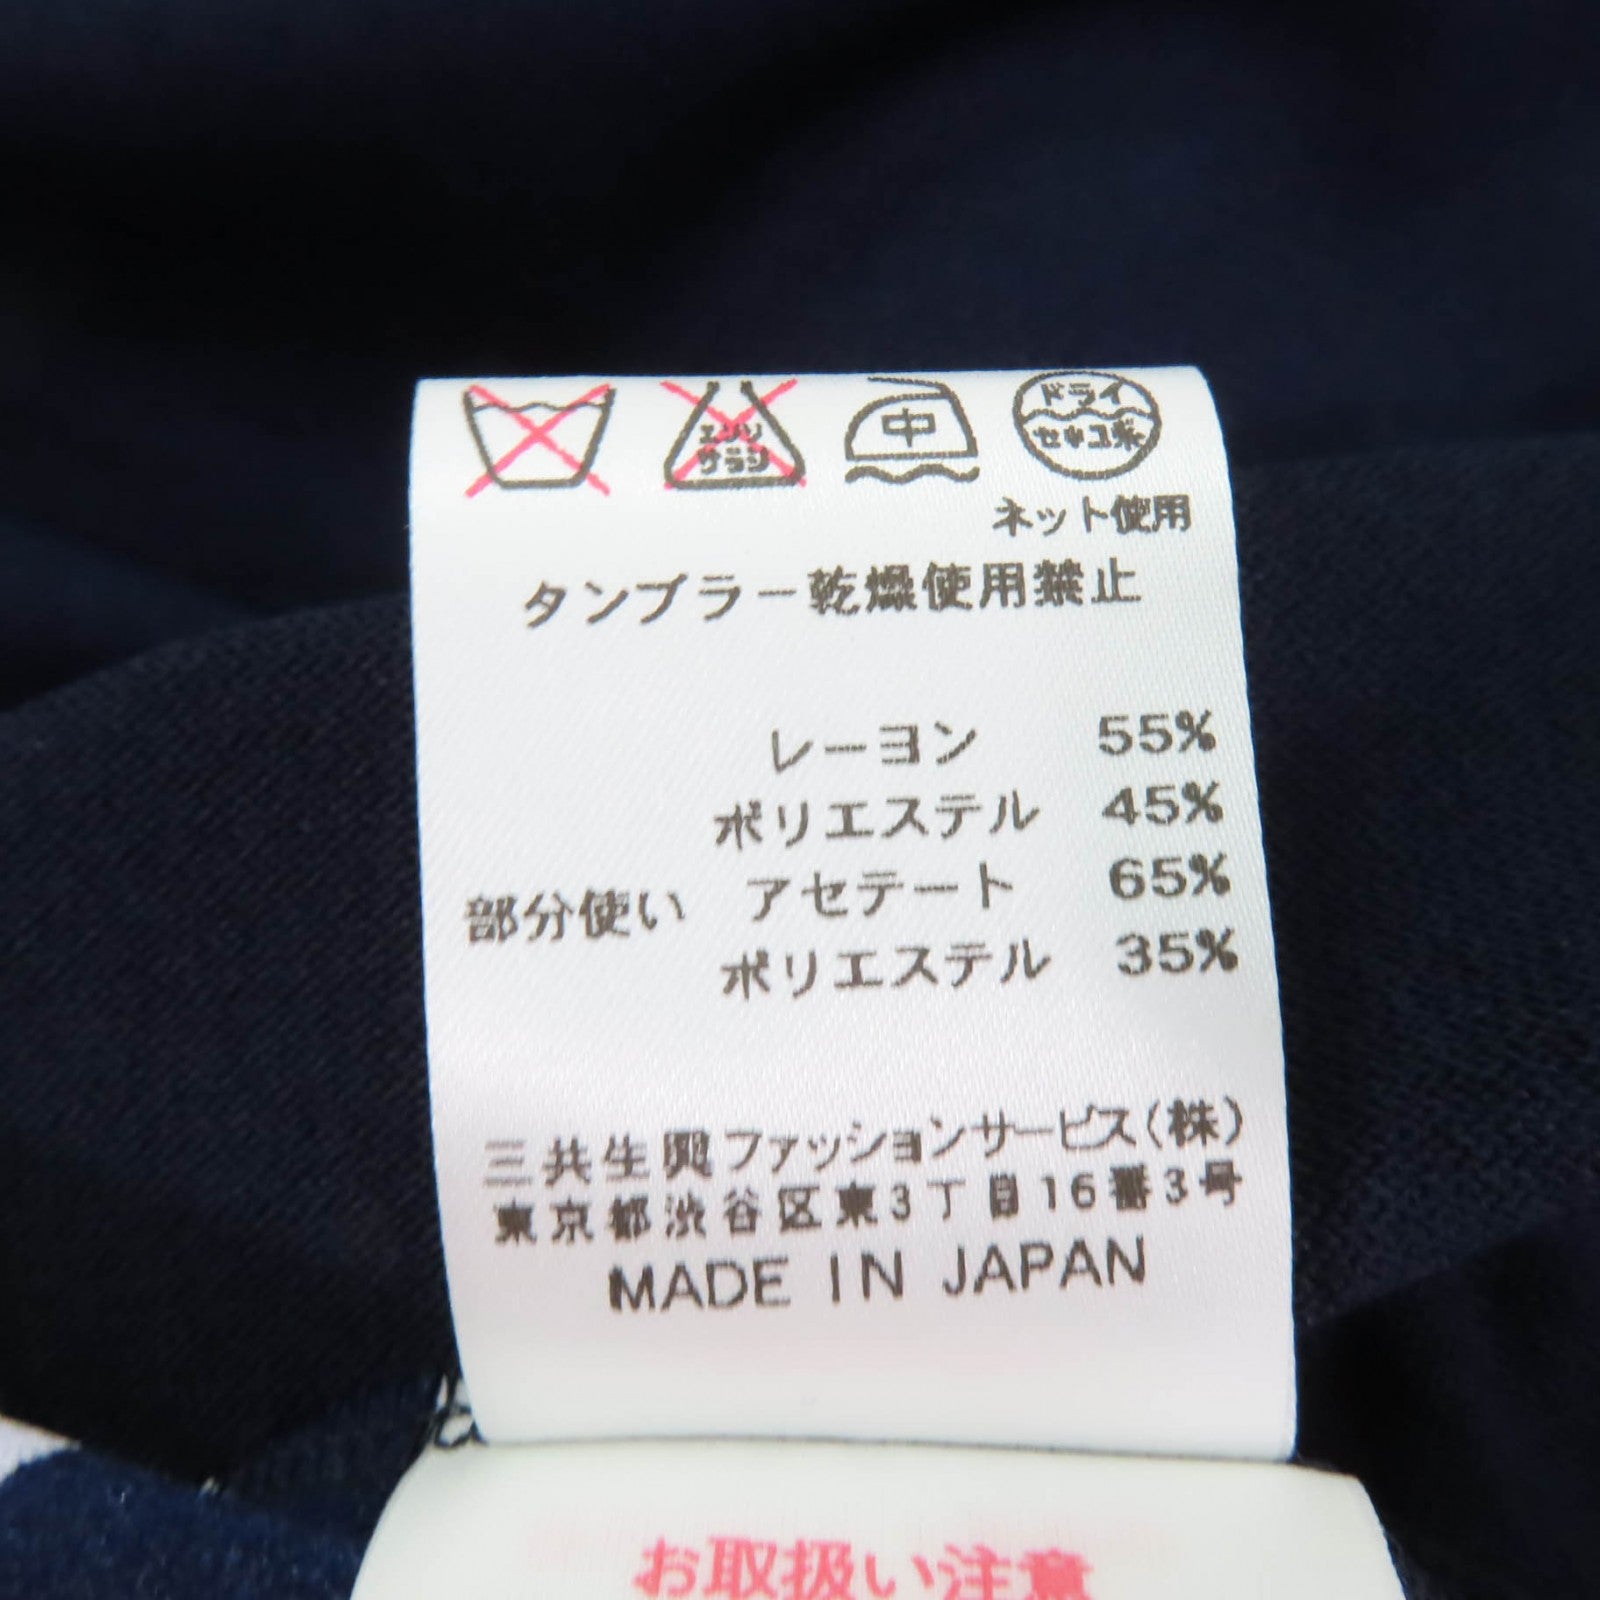 エンソ サラシ 中 ドライ セキユ系
ネット使用
タンブラー乾燥使用禁止
レーヨン 55%
ポリエステル 45%
部分使い アセテート 65%
ポリエステル 35%
三共生興ファッションサービス(株)
東京都渋谷区東3丁目16番3号
MADE IN JAPAN
お取扱い注意